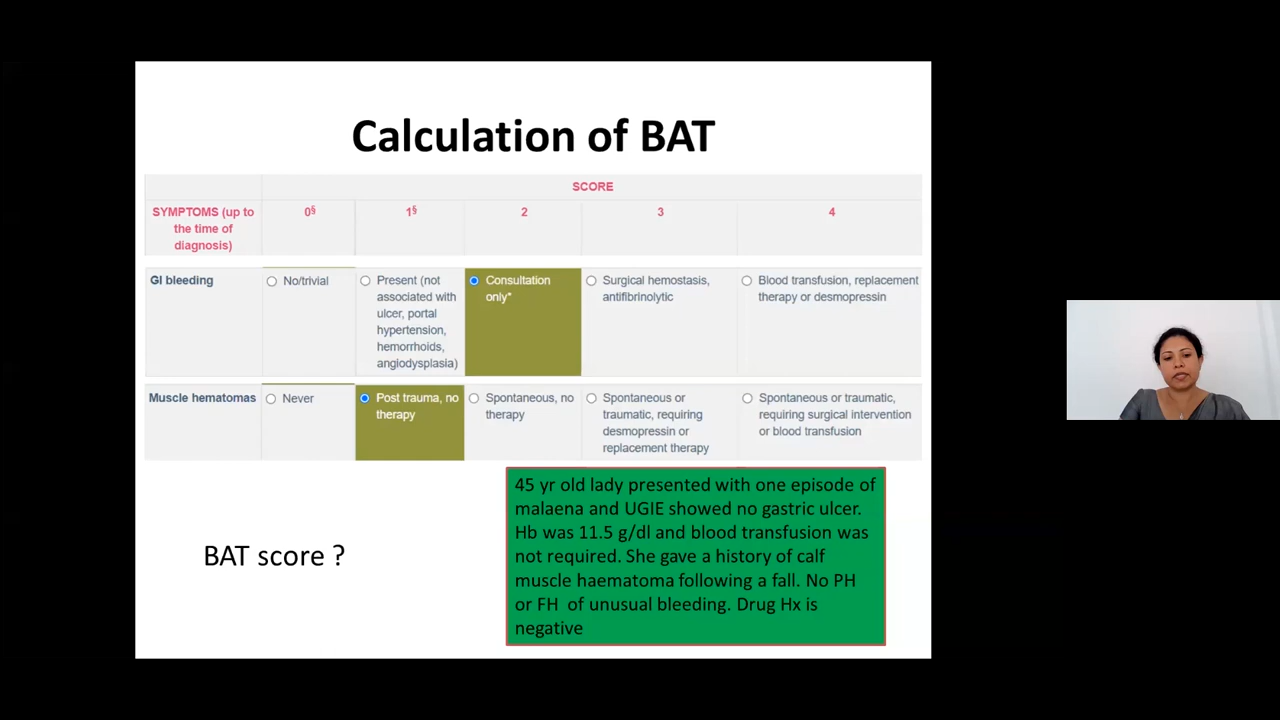 Calculation of BAT
SCORE
SYMPTOMS (up to
the time of
diagnosis)
0§
1§
2
3
4
GI bleeding
No/trivial
Present (not
associated with
ulcer, portal
hypertension,
hemorrhoids,
angiodysplasia)
Consultation
only*
Surgical hemostasis,
antifibrinolytic
Blood transfusion, replacement
therapy or desmopressin
Muscle hematomas
Never
Post trauma, no
therapy
Spontaneous, no
therapy
Spontaneous or
traumatic, requiring
desmopressin or
replacement therapy
Spontaneous or traumatic,
requiring surgical intervention
or blood transfusion
BAT score ?
45 yr old lady presented with one episode of
malaena and UGIE showed no gastric ulcer.
Hb was 11.5 g/dl and blood transfusion was
not required. She gave a history of calf
muscle haematoma following a fall. No PH
or FH of unusual bleeding. Drug Hx is
negative